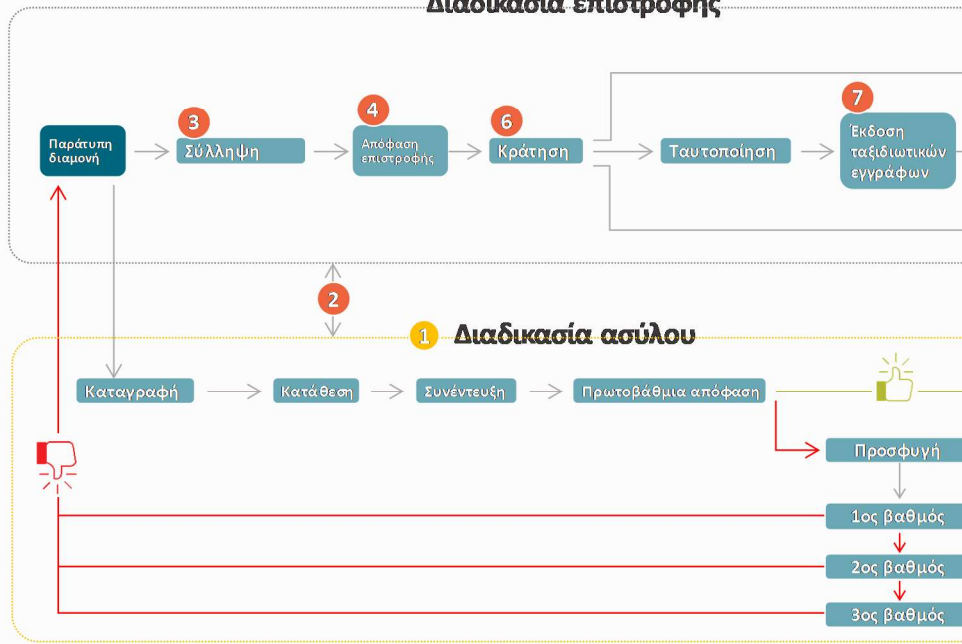 Διαδικασία επιστροφής
3
4
6
7
Παράτυπη
διαμονή
Σύλληψη
Απόφαση
επιστροφής
Κράτηση
Ταυτοποίηση
Έκδοση
ταξιδιωτικών
εγγράφων
2
1 Διαδικασία ασύλου
Καταγραφή
Κατάθεση
Συνέντευξη
Πρωτοβάθμια απόφαση
Προσφυγή
1ος βαθμός
2ος βαθμός
3ος βαθμός